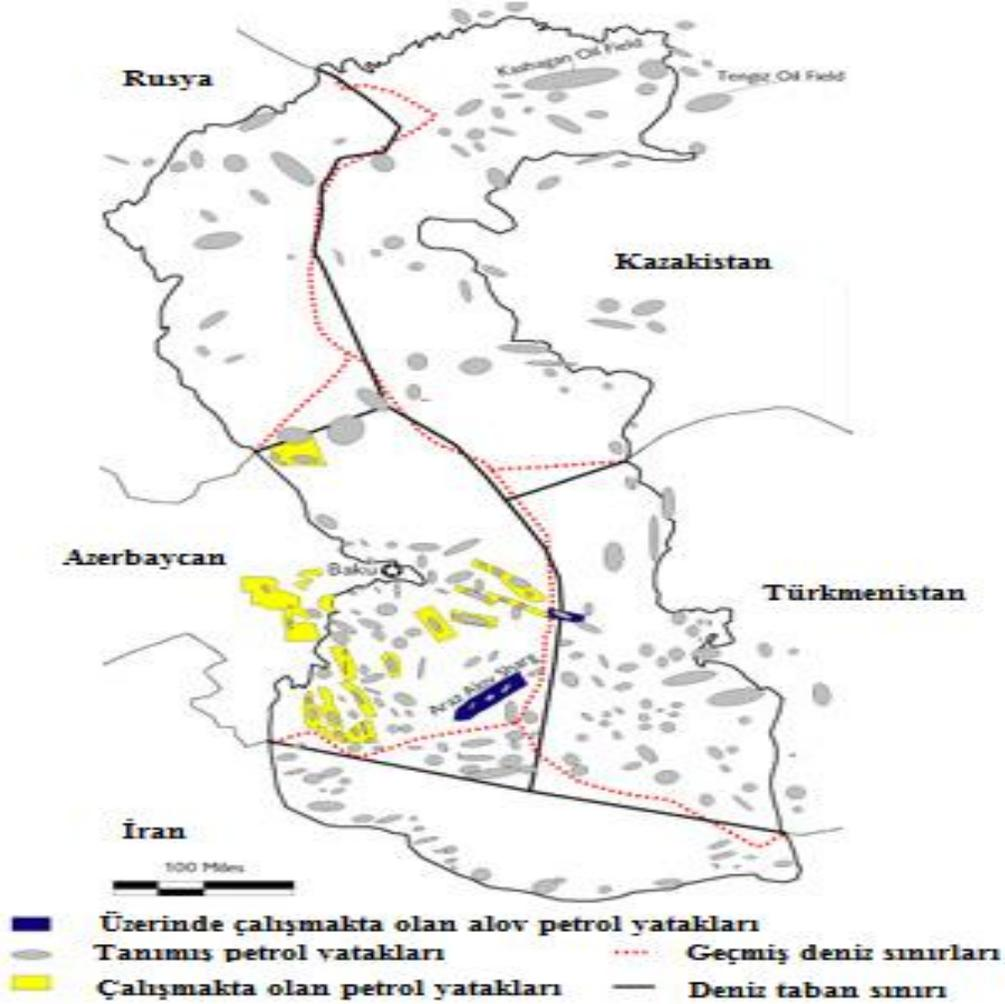 Kashagan Oil Field
Rusya
Tengiz Oil Field
Kazakistan
Azerbaycan
Baku
Türkmenistan
Araz Alov Sharg
İran
100 Miles
Üzerinde çalışmakta olan alov petrol yatakları
Tanımış petrol yatakları
Geçmiş deniz sınırları
Çalışmakta olan petrol yatakları
Deniz taban sınırı